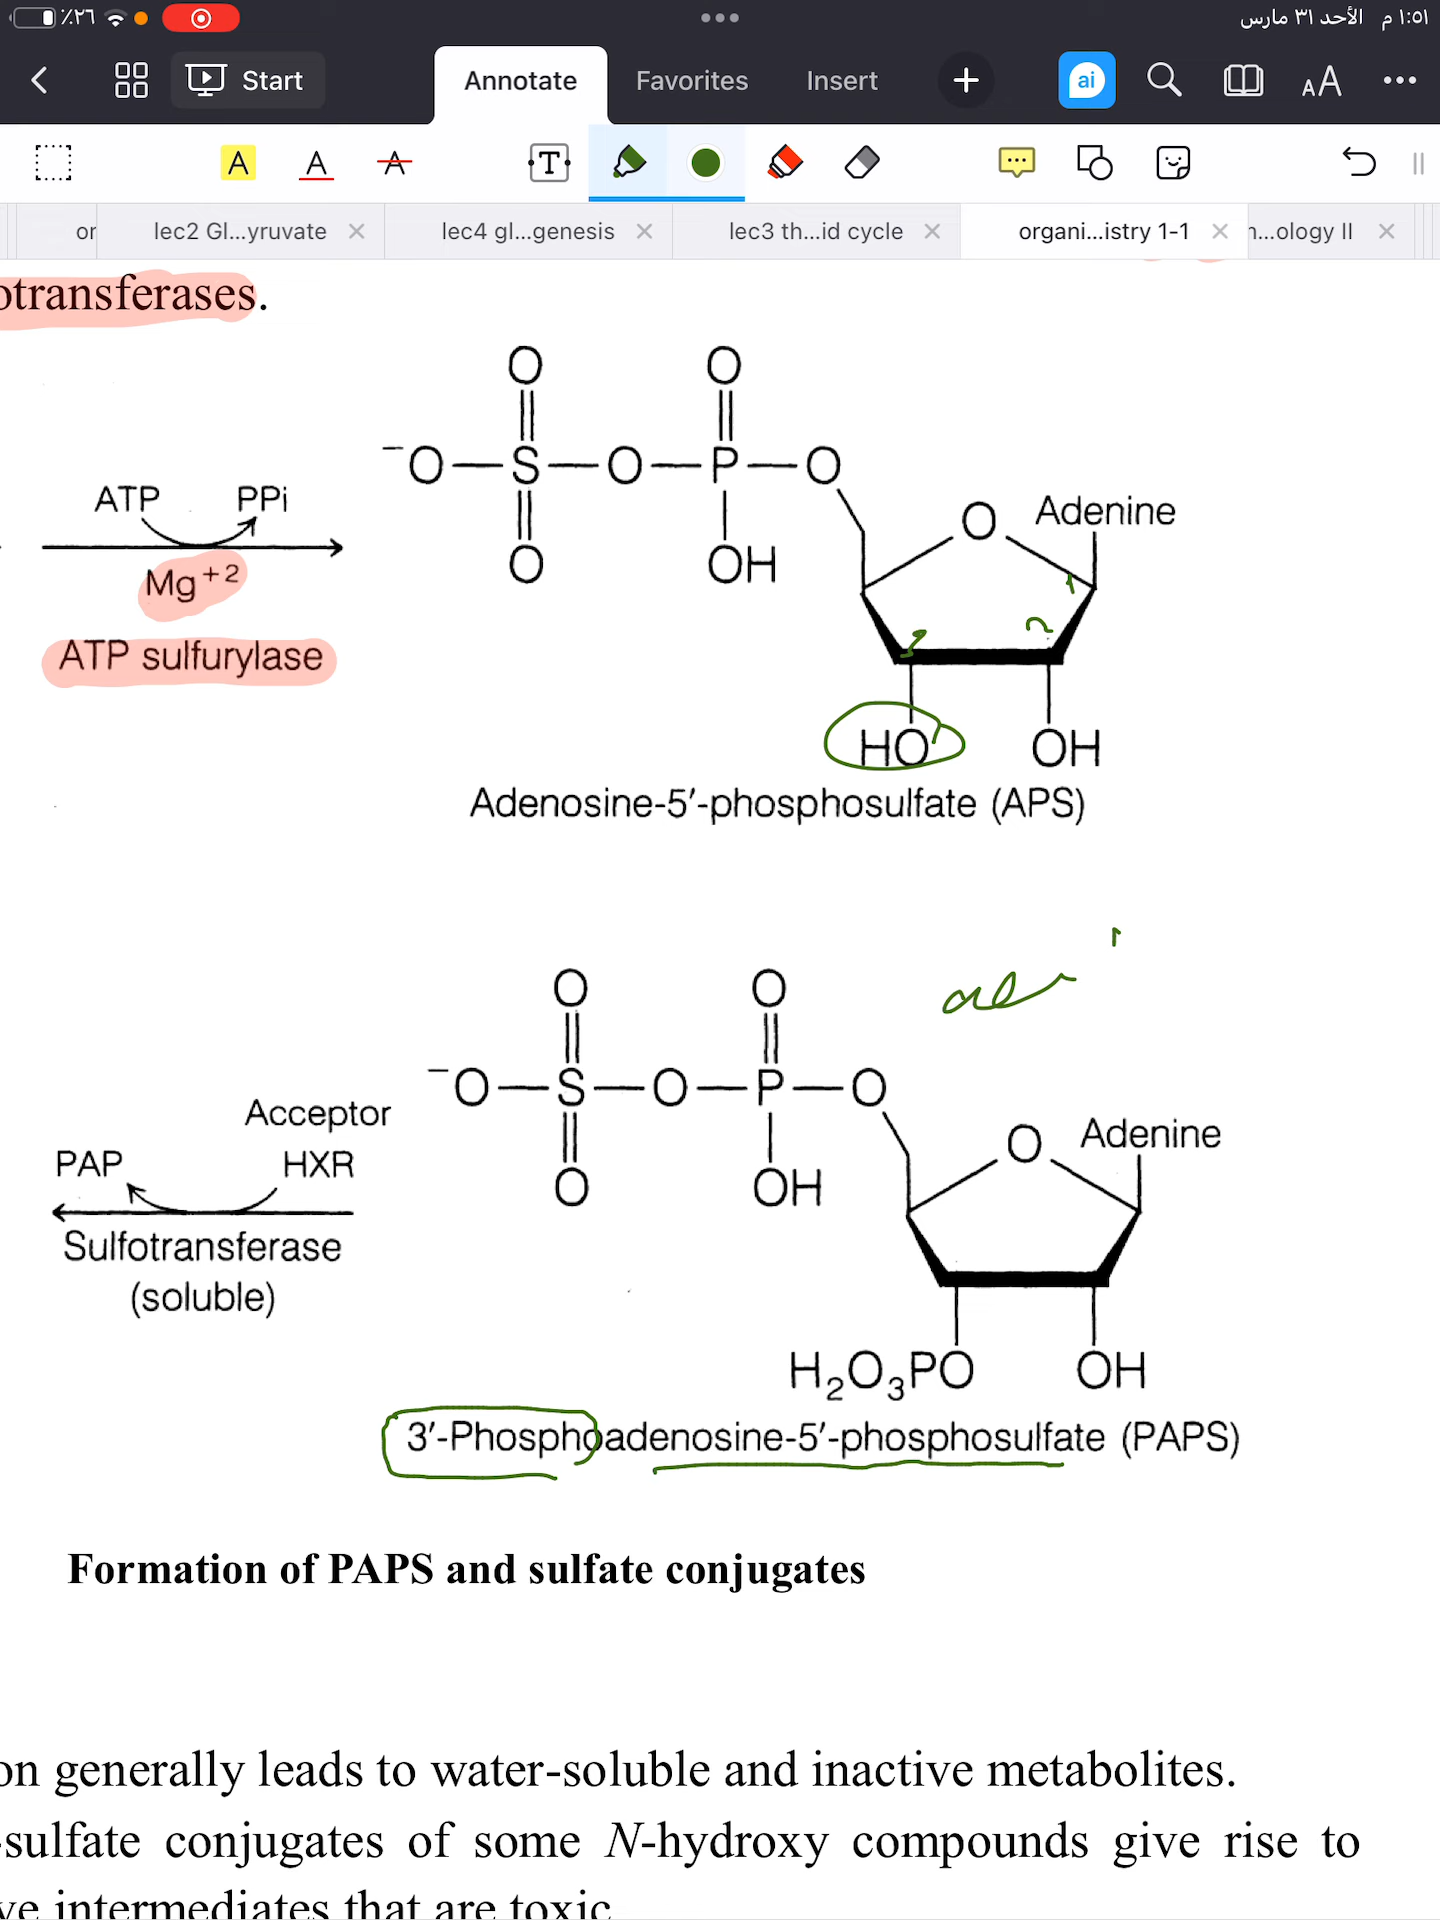 ٪٢٦ ١:٥١ م الأحد ٣١ مارس
Start Annotate Favorites Insert + ai AA
A A A T
or lec2 Gl...yruvate × lec4 gl...genesis × lec3 th...id cycle × organi...istry 1-1 × n...ology II ×
otransferases.
O O
⁻O—S—O—P—O
ATP PPi
O Adenine
O OH
Mg⁺²
1
2
3
ATP sulfurylase
HO OH
Adenosine-5′-phosphosulfate (APS)
O O
⁻O—S—O—P—O
Acceptor
O Adenine
PAP HXR
O OH
Sulfotransferase
(soluble)
H₂O₃PO OH
3′-Phosphoadenosine-5′-phosphosulfate (PAPS)
Formation of PAPS and sulfate conjugates
on generally leads to water-soluble and inactive metabolites.
-sulfate conjugates of some N-hydroxy compounds give rise to
ve intermediates that are toxic